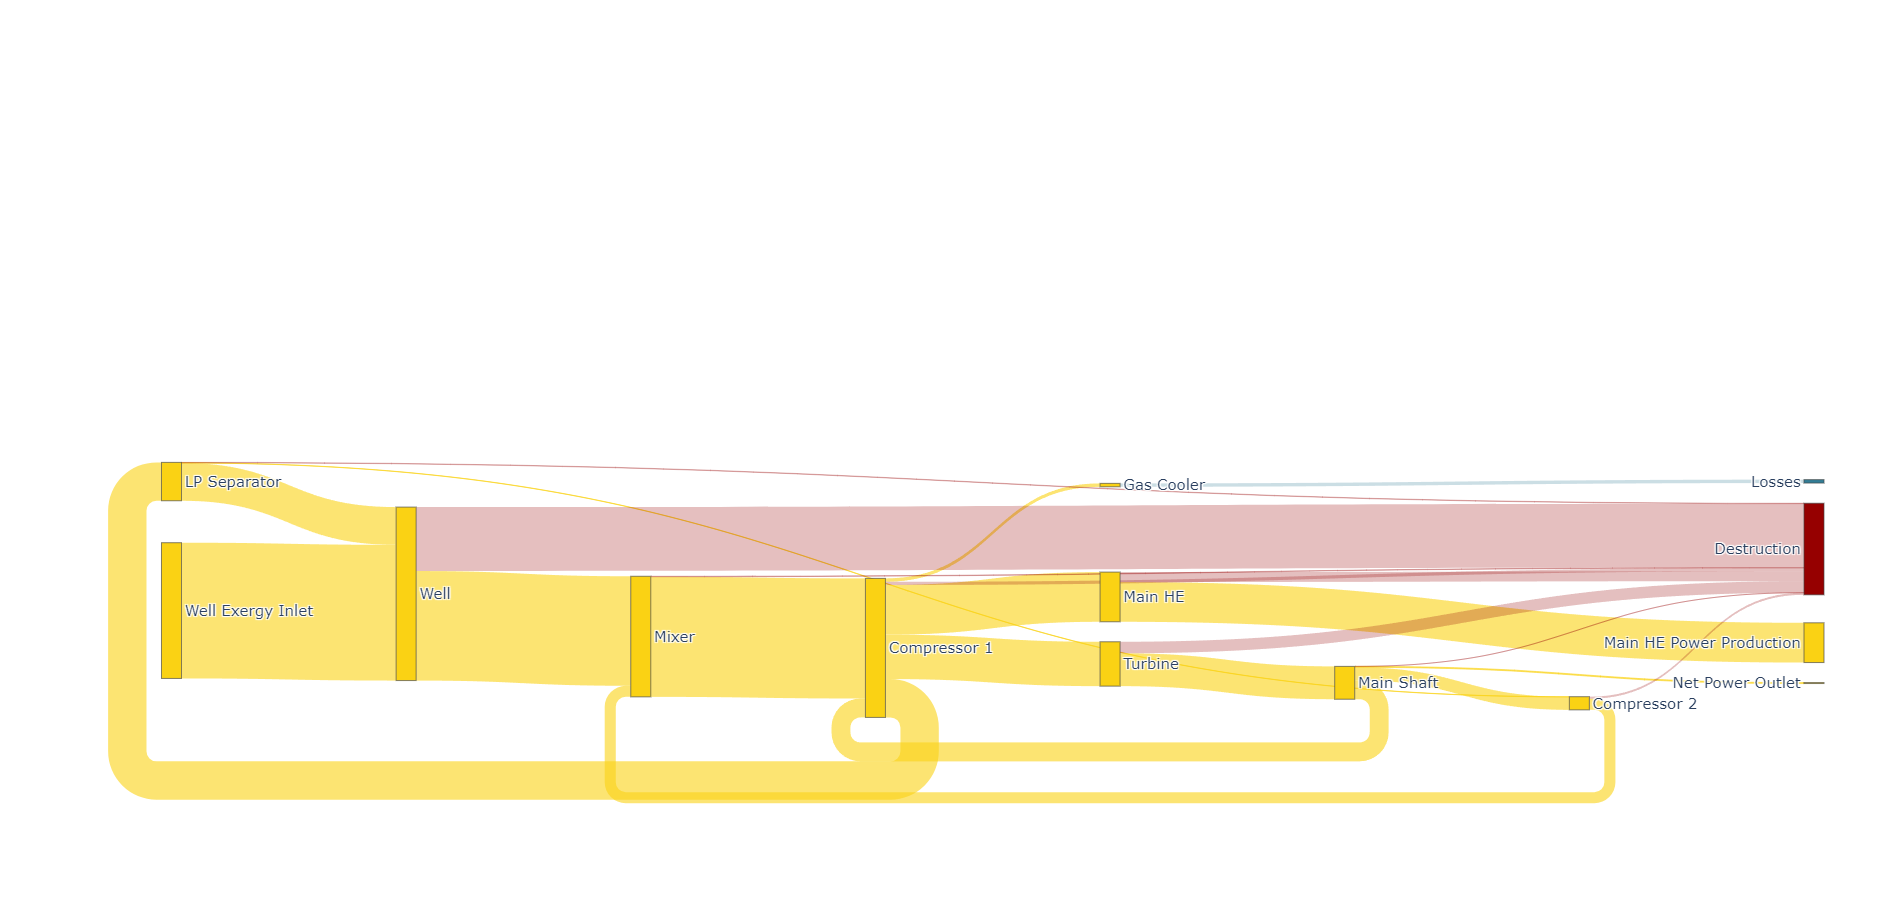 LP Separator
Well Exergy Inlet
Well
Mixer
Compressor 1
Gas Cooler
Main HE
Turbine
Main Shaft
Compressor 2
Losses
Destruction
Main HE Power Production
Net Power Outlet